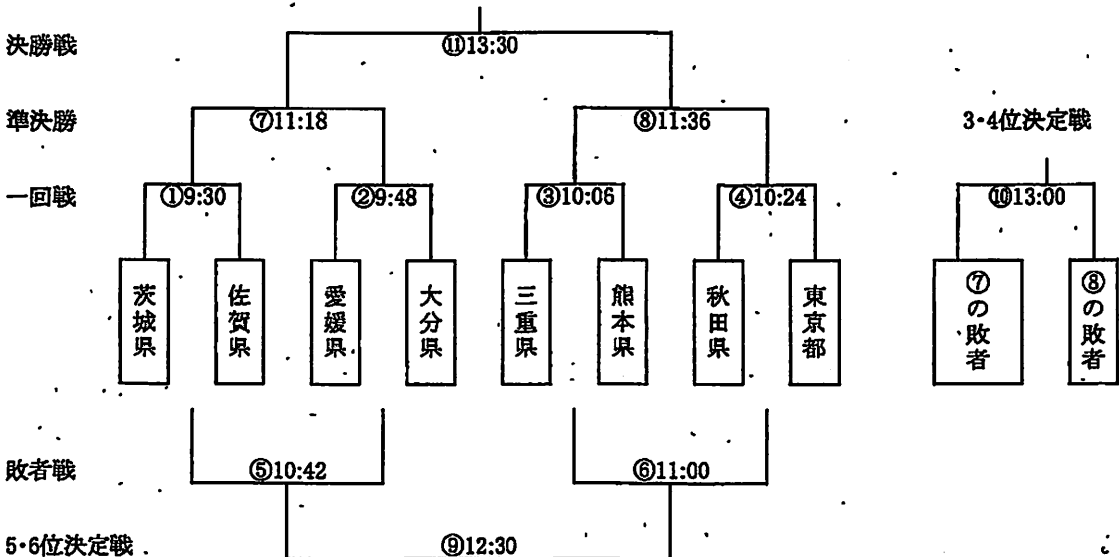 決勝戦 ⑪13:30
準決勝 ⑦11:18 ⑧11:36 3・4位決定戦
一回戦 ①9:30 ②9:48 ③10:06 ④10:24 ⑩13:00
茨城県 佐賀県 愛媛県 大分県 三重県 熊本県 秋田県 東京都 ⑦の敗者 ⑧の敗者
敗者戦 ⑤10:42 ⑥11:00
5・6位決定戦 ⑨12:30